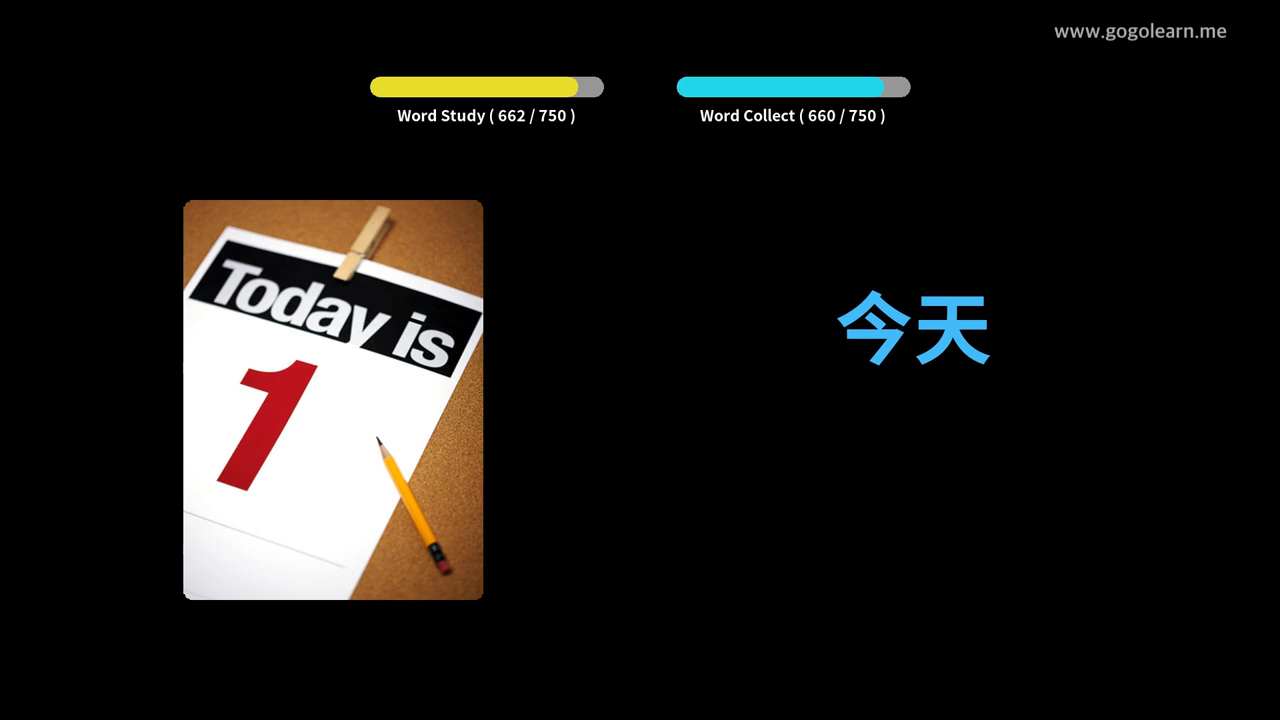 www.gogolearn.me
Word Study ( 662 / 750 )
Word Collect ( 660 / 750 )
Today is
1
今天